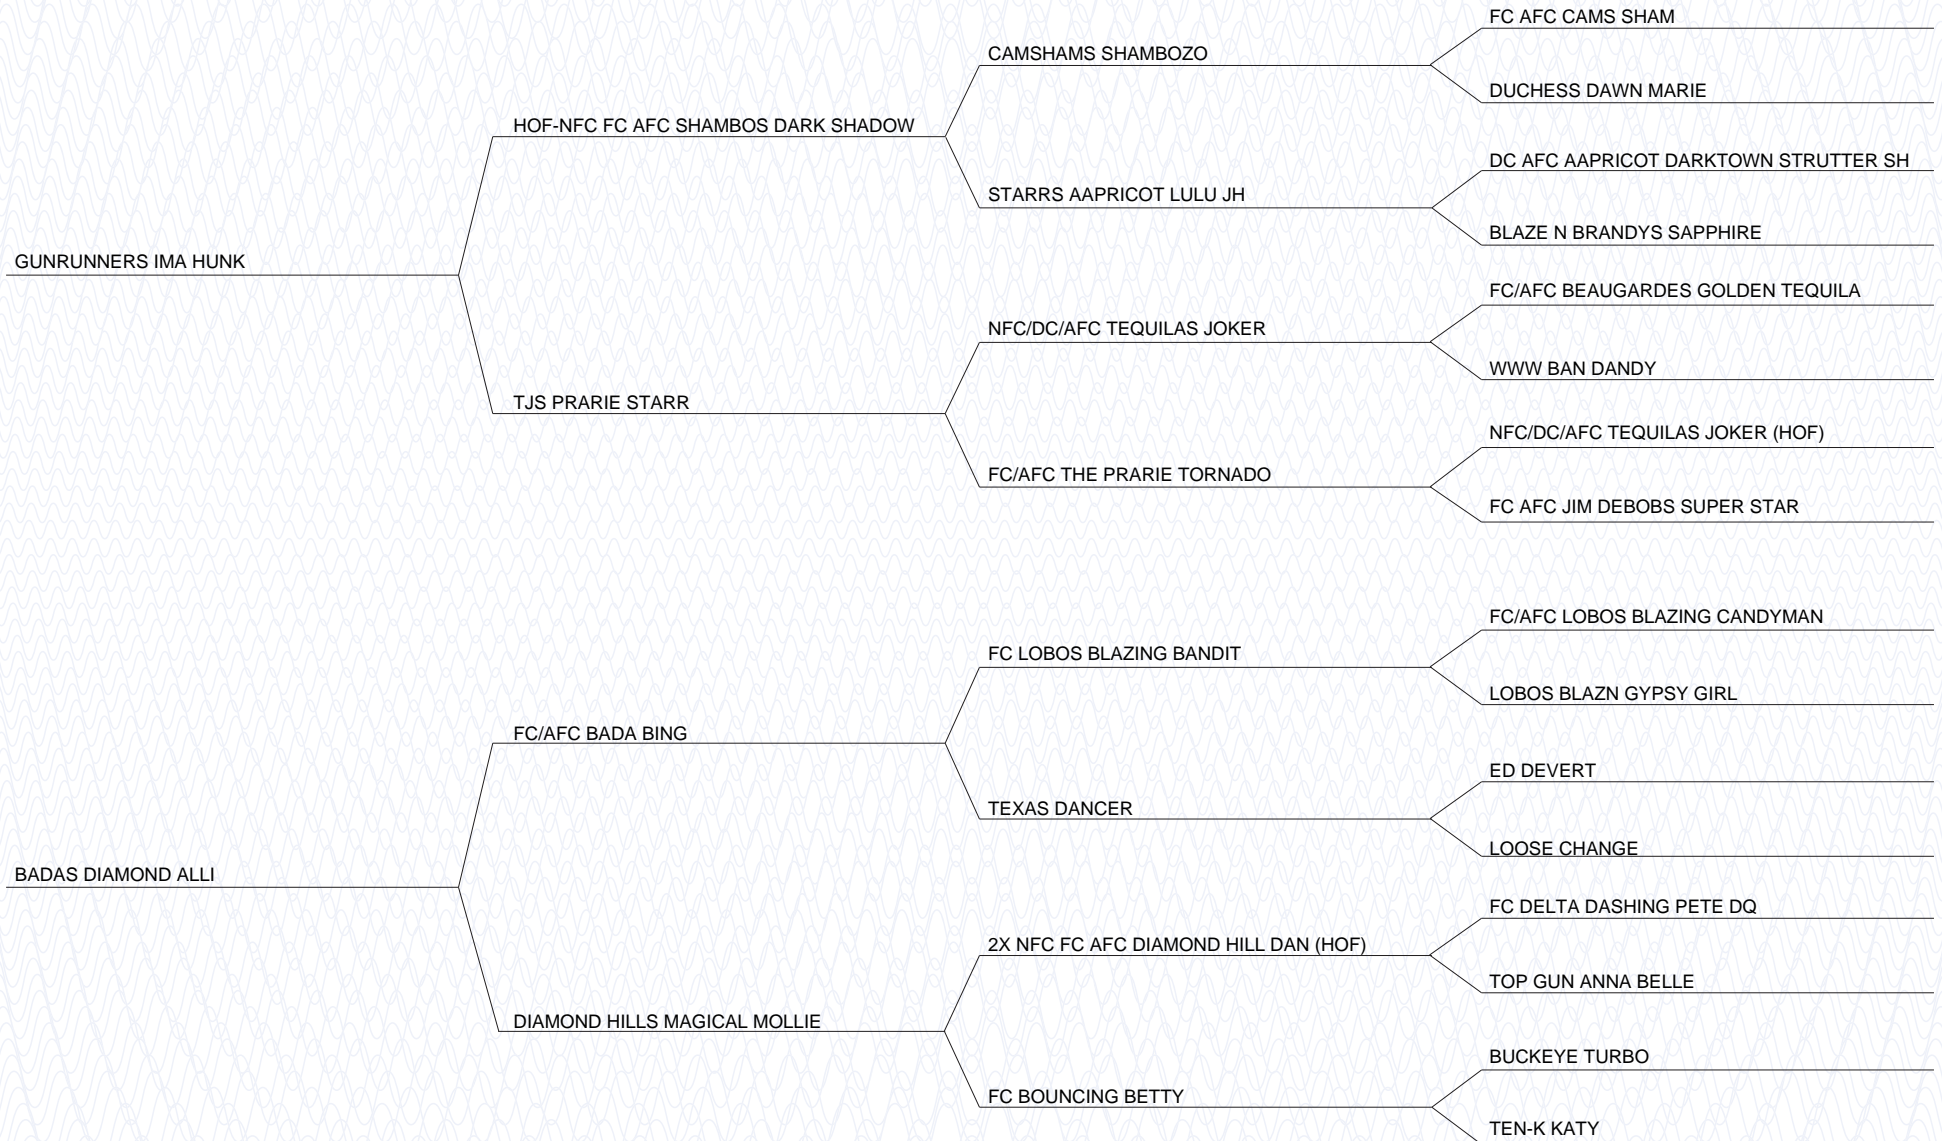 FC AFC CAMS SHAM
CAMSHAMS SHAMBOZO
DUCHESS DAWN MARIE
HOF-NFC FC AFC SHAMBOS DARK SHADOW
DC AFC AAPRICOT DARKTOWN STRUTTER SH
STARRS AAPRICOT LULU JH
BLAZE N BRANDYS SAPPHIRE
GUNRUNNERS IMA HUNK
FC/AFC BEAUGARDES GOLDEN TEQUILA
NFC/DC/AFC TEQUILAS JOKER
WWW BAN DANDY
TJS PRARIE STARR
NFC/DC/AFC TEQUILAS JOKER (HOF)
FC/AFC THE PRARIE TORNADO
FC AFC JIM DEBOBS SUPER STAR
FC/AFC LOBOS BLAZING CANDYMAN
FC LOBOS BLAZING BANDIT
LOBOS BLAZN GYPSY GIRL
FC/AFC BADA BING
ED DEVERT
TEXAS DANCER
LOOSE CHANGE
BADAS DIAMOND ALLI
FC DELTA DASHING PETE DQ
2X NFC FC AFC DIAMOND HILL DAN (HOF)
TOP GUN ANNA BELLE
DIAMOND HILLS MAGICAL MOLLIE
BUCKEYE TURBO
FC BOUNCING BETTY
TEN-K KATY